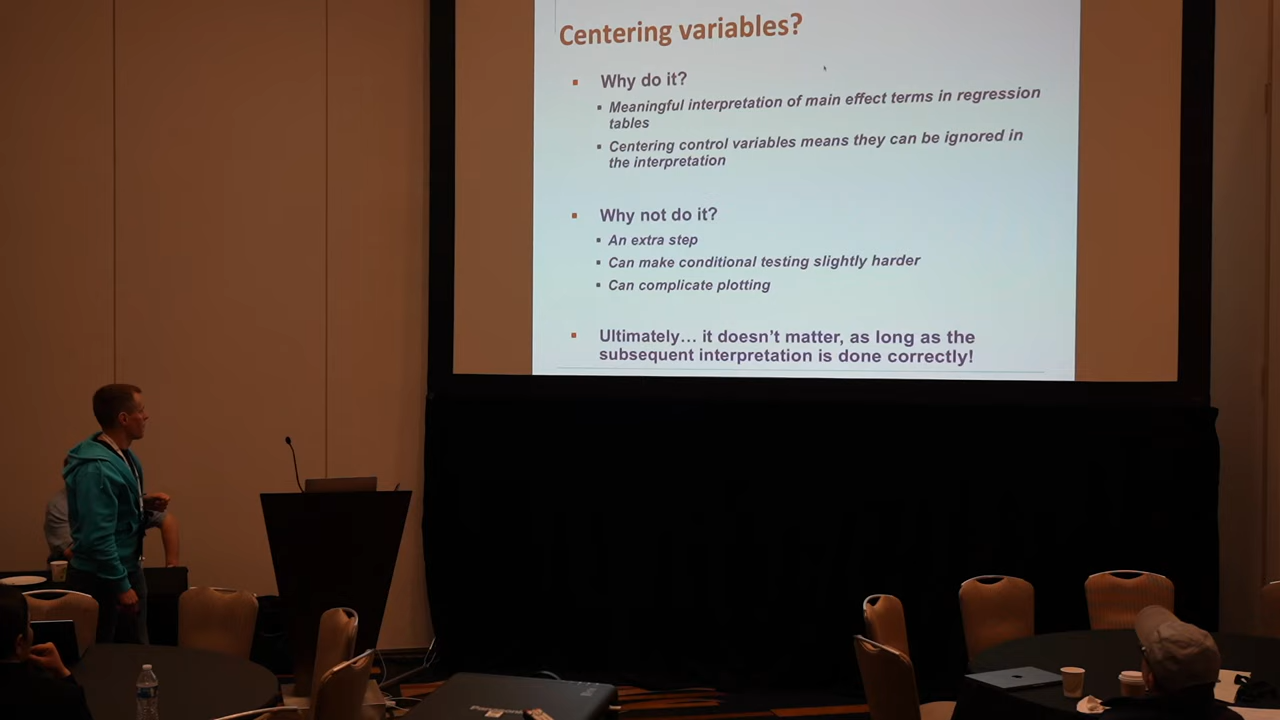 Centering variables?
Why do it?
Meaningful interpretation of main effect terms in regression
tables
Centering control variables means they can be ignored in
the interpretation
Why not do it?
An extra step
Can make conditional testing slightly harder
Can complicate plotting
Ultimately… it doesn’t matter, as long as the
subsequent interpretation is done correctly!
Panasonic